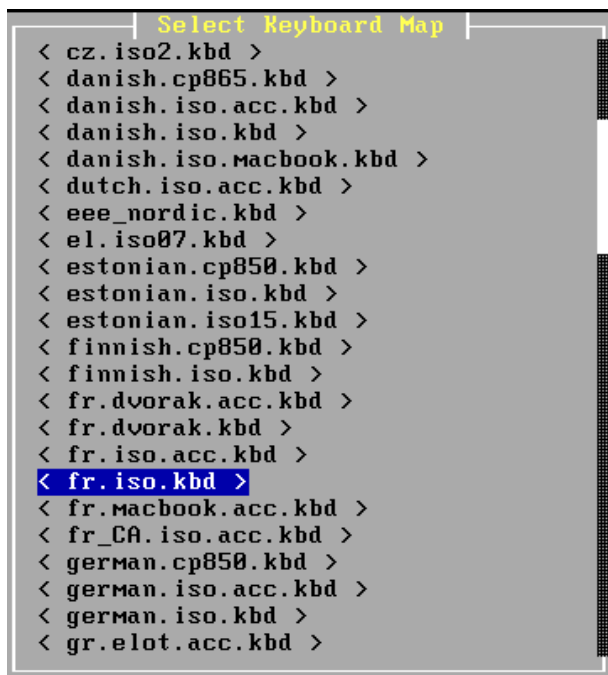 Select Keyboard Map
< cz.iso2.kbd >
< danish.cp865.kbd >
< danish.iso.acc.kbd >
< danish.iso.kbd >
< danish.iso.macbook.kbd >
< dutch.iso.acc.kbd >
< eee_nordic.kbd >
< el.iso07.kbd >
< estonian.cp850.kbd >
< estonian.iso.kbd >
< estonian.iso15.kbd >
< finnish.cp850.kbd >
< finnish.iso.kbd >
< fr.dvorak.acc.kbd >
< fr.dvorak.kbd >
< fr.iso.acc.kbd >
< fr.iso.kbd >
< fr.macbook.acc.kbd >
< fr_CA.iso.acc.kbd >
< german.cp850.kbd >
< german.iso.acc.kbd >
< german.iso.kbd >
< gr.elot.acc.kbd >